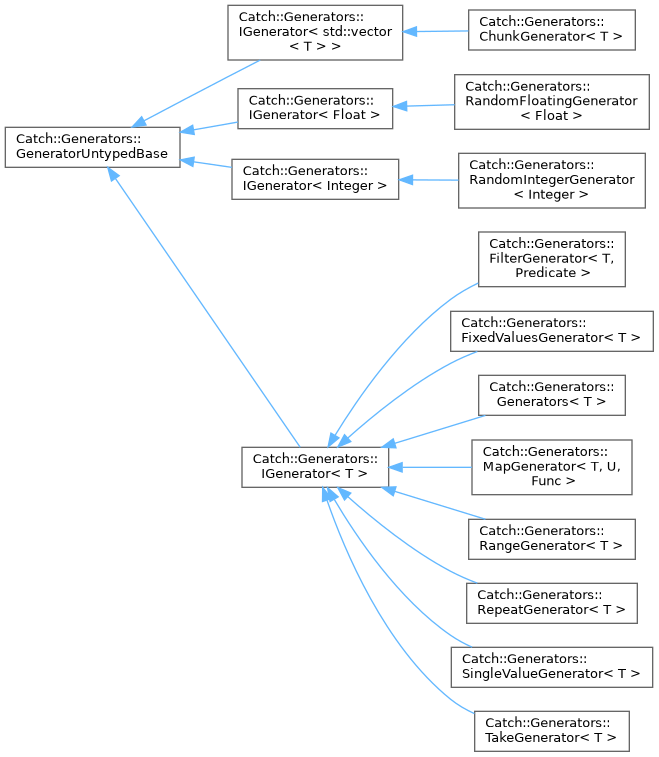 Catch::Generators::
IGenerator< std::vector
< T > >
Catch::Generators::
ChunkGenerator< T >
Catch::Generators::
IGenerator< Float >
Catch::Generators::
RandomFloatingGenerator
< Float >
Catch::Generators::
GeneratorUntypedBase
Catch::Generators::
IGenerator< Integer >
Catch::Generators::
RandomIntegerGenerator
< Integer >
Catch::Generators::
FilterGenerator< T,
Predicate >
Catch::Generators::
FixedValuesGenerator< T >
Catch::Generators::
Generators< T >
Catch::Generators::
IGenerator< T >
Catch::Generators::
MapGenerator< T, U,
Func >
Catch::Generators::
RangeGenerator< T >
Catch::Generators::
RepeatGenerator< T >
Catch::Generators::
SingleValueGenerator< T >
Catch::Generators::
TakeGenerator< T >